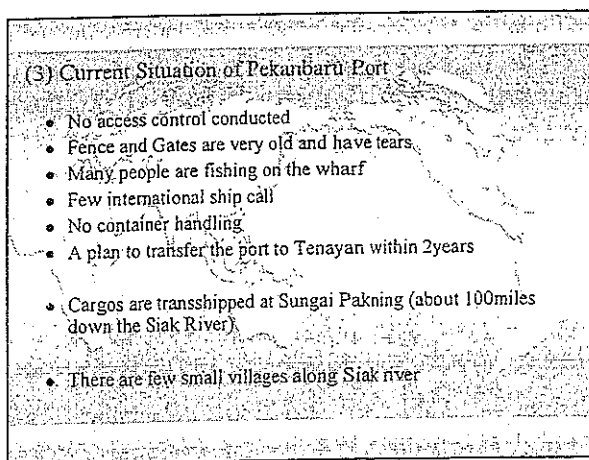 (3) Current Situation of Pekanbaru Port
• No access control conducted
• Fence and Gates are very old and have tears
• Many people are fishing on the wharf
• Few international ship call
• No container handling
• A plan to transfer the port to Tenayan within 2years
• Cargos are transshipped at Sungai Pakning (about 100miles
down the Siak River)
• There are few small villages along Siak river